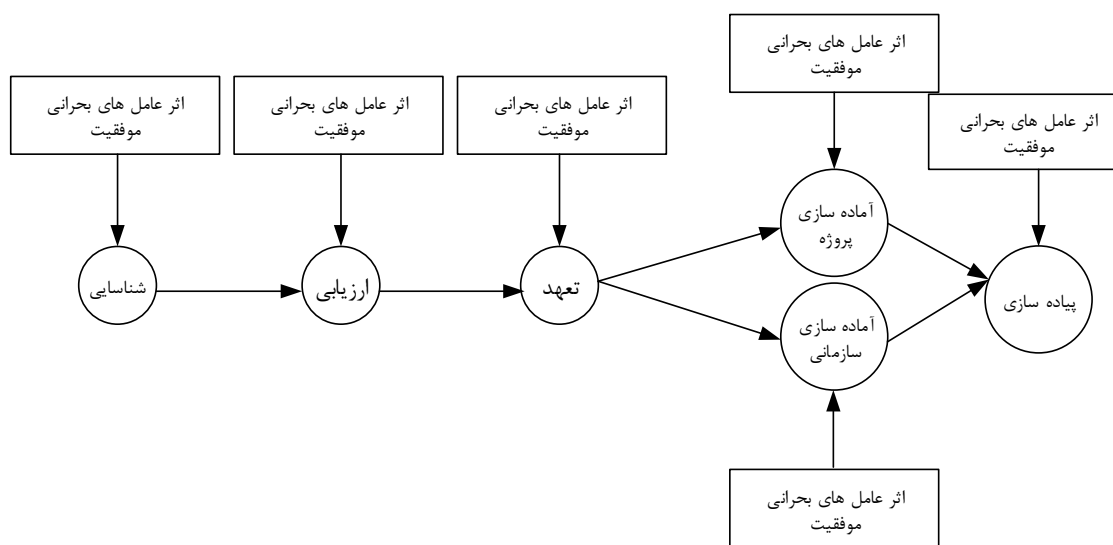 اثر عامل های بحرانی
موفقیت
اثر عامل های بحرانی
موفقیت
اثر عامل های بحرانی
موفقیت
اثر عامل های بحرانی
موفقیت
اثر عامل های بحرانی
موفقیت
شناسایی
ارزیابی
تعهد
آماده سازی
پروژه
آماده سازی
سازمانی
پیاده سازی
اثر عامل های بحرانی
موفقیت